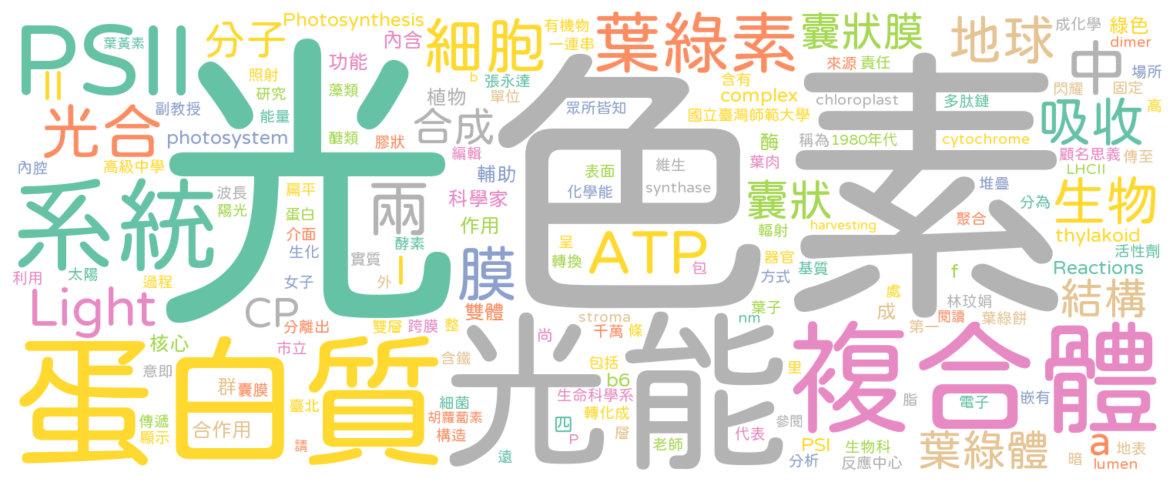 光
色
素
蛋白質
光能
複合體
系統
PSII
細胞
葉綠素
囊狀膜
地球
中
吸收
光合
分子
合成
兩
膜
ATP
囊狀
生物
結構
葉綠體
Light
CP
I
II
a
Photosynthesis
內含
有機物
一連串
成化學
綠色
dimer
葉黃素
照射
研究
功能
藻類
b
張永達
單位
含有
complex
來源
責任
chloroplast
閃耀
固定
場所
高
副教授
能量
植物
眾所皆知
國立臺灣師範大學
多肽鏈
photosystem
醣類
膠狀
編輯
酶
葉肉
稱為
1980年代
cytochrome
顧名思義
傳至
LHCII
內腔
高級中學
波長
陽光
扁平
輔助
表面
維生
化學能
synthase
堆疊
分為
科學家
蛋白
介面
作用
聚合
harvesting
輻射
thylakoid
活性劑
生化
酵素
呈
轉換
器官
方式
基質
f
Reactions
利用
太陽
過程
女子
實質
外
包
葉子
處
林玟娟
分離出
雙體
雙層
跨膜
整
stroma
千萬
條
nm
成
第一
閱讀
葉綠餅
核心
市立
尚
意即
含鐵
包括
里
群
囊膜
b6
生命科學系
脂
電子
嵌有
臺北
細菌
胡蘿蔔素
轉化成
傳遞
顯示
合作用
構造
四
層
P
代表
參閱
請
遠
老師
PSI
生物科
分析
反應中心
暗
地表
lumen